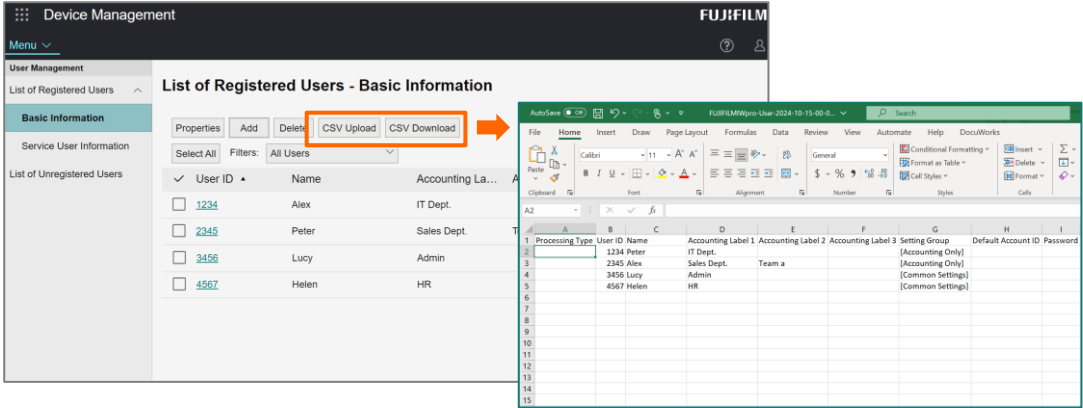 Device Management
FUJIFILM
Menu
User Management
List of Registered Users
Basic Information
Service User Information
List of Unregistered Users
List of Registered Users - Basic Information
Properties Add Delete CSV Upload CSV Download
Select All Filters: All Users
User ID Name Accounting La...
1234 Alex IT Dept.
2345 Peter Sales Dept.
3456 Lucy Admin
4567 Helen HR
AutoSave Off FUJIFILMIWpro-User-2024-10-15-00-0... Search
File Home Insert Draw Page Layout Formulas Data Review View Automate Help DocuWorks
Paste
Calibri 11
B I U
General
$ % 9
Conditional Formatting
Format as Table
Cell Styles
Insert
Delete
Format
Clipboard Font Alignment Number Styles Cells
A2 fx
A B C D E F G H I
1 Processing Type User ID Name Accounting Label 1 Accounting Label 2 Accounting Label 3 Setting Group Default Account ID Password
2 1234 Peter IT Dept. [Accounting Only]
3 2345 Alex Sales Dept. Team a [Accounting Only]
4 3456 Lucy Admin [Common Settings]
5 4567 Helen HR [Common Settings]
6
7
8
9
10
11
12
13
14
15